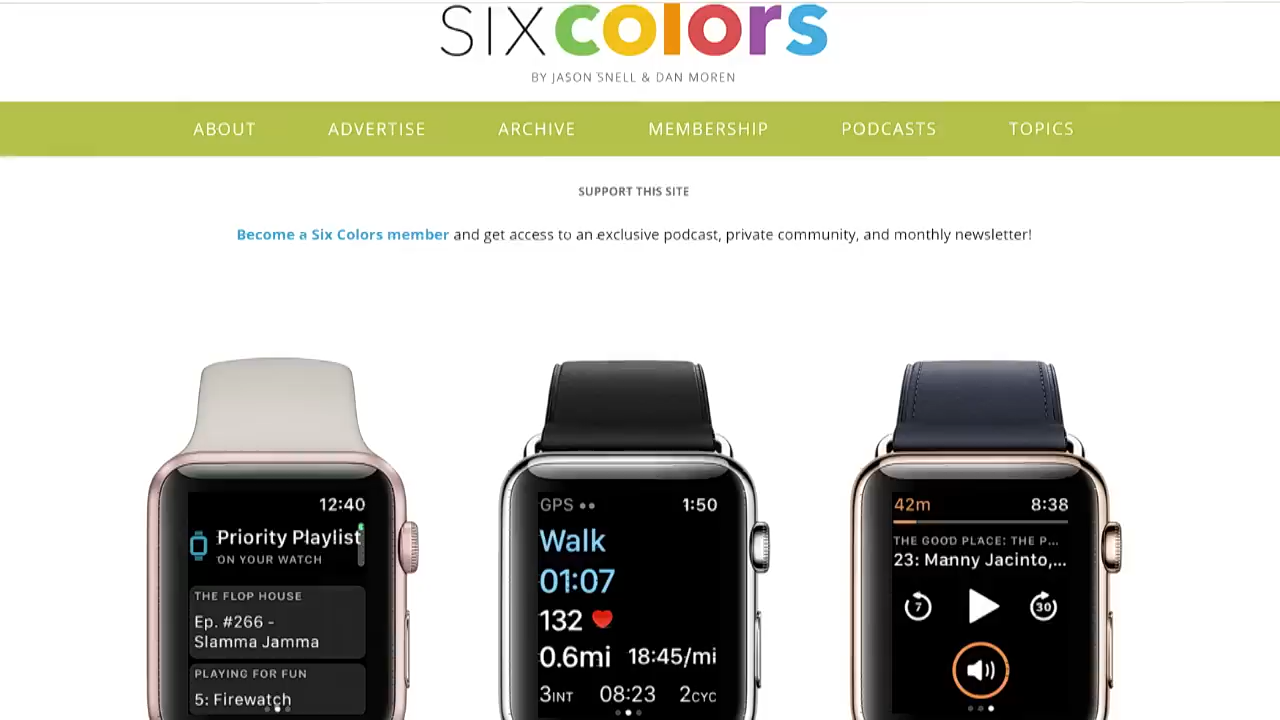 SIXcolors
BY JASON SNELL & DAN MOREN
ABOUT ADVERTISE ARCHIVE MEMBERSHIP PODCASTS TOPICS
SUPPORT THIS SITE
Become a Six Colors member and get access to an exclusive podcast, private community, and monthly newsletter!
12:40
Priority Playlist
ON YOUR WATCH
THE FLOP HOUSE
Ep. #266 -
Slamma Jamma
PLAYING FOR FUN
5: Firewatch
GPS 1:50
Walk
01:07
132
0.6mi 18:45/mi
3INT 08:23 2CYC
42m 8:38
THE GOOD PLACE: THE P...
23: Manny Jacinto,...
7 30